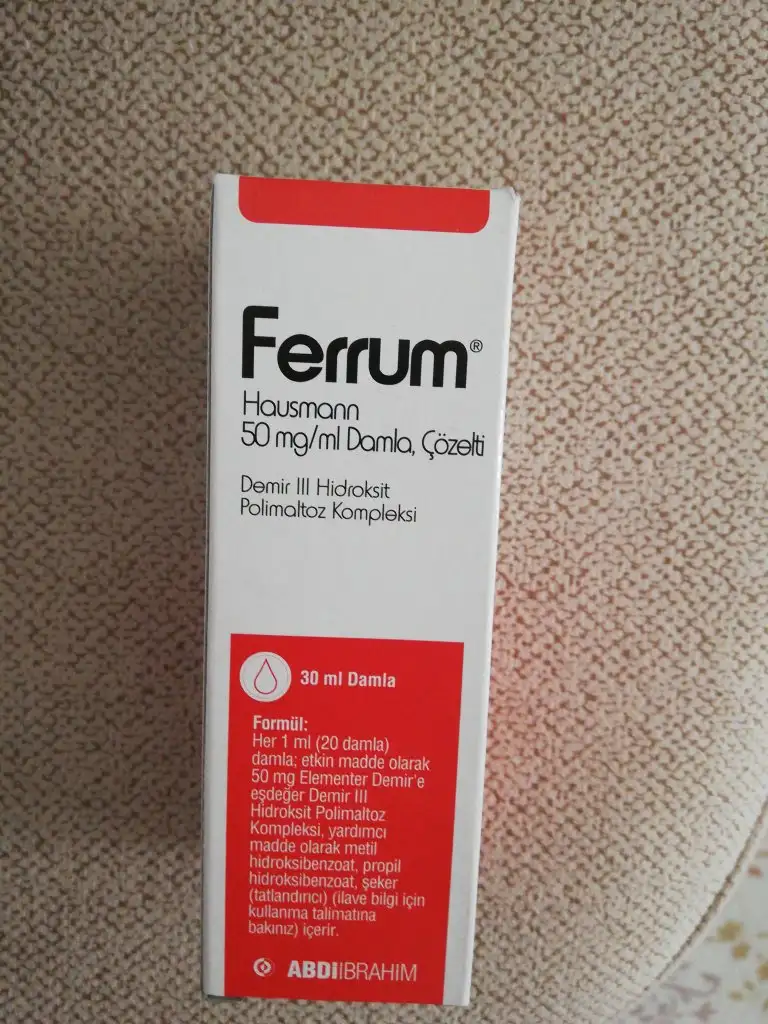 Ferrum®
Hausmann
50 mg/ml Damla, Çözelti
Demir III Hidroksit
Polimaltoz Kompleksi
30 ml Damla
Formül:
Her 1 ml (20 damla)
damla; etkin madde olarak
50 mg Elementer Demir'e
eşdeğer Demir III
Hidroksit Polimaltoz
Kompleksi, yardımcı
madde olarak metil
hidroksibenzoat, propil
hidroksibenzoat, şeker
(tatlandırıcı) (ilave bilgi için
kullanma talimatına
bakınız) içerir.
ABDİIBRAHIM